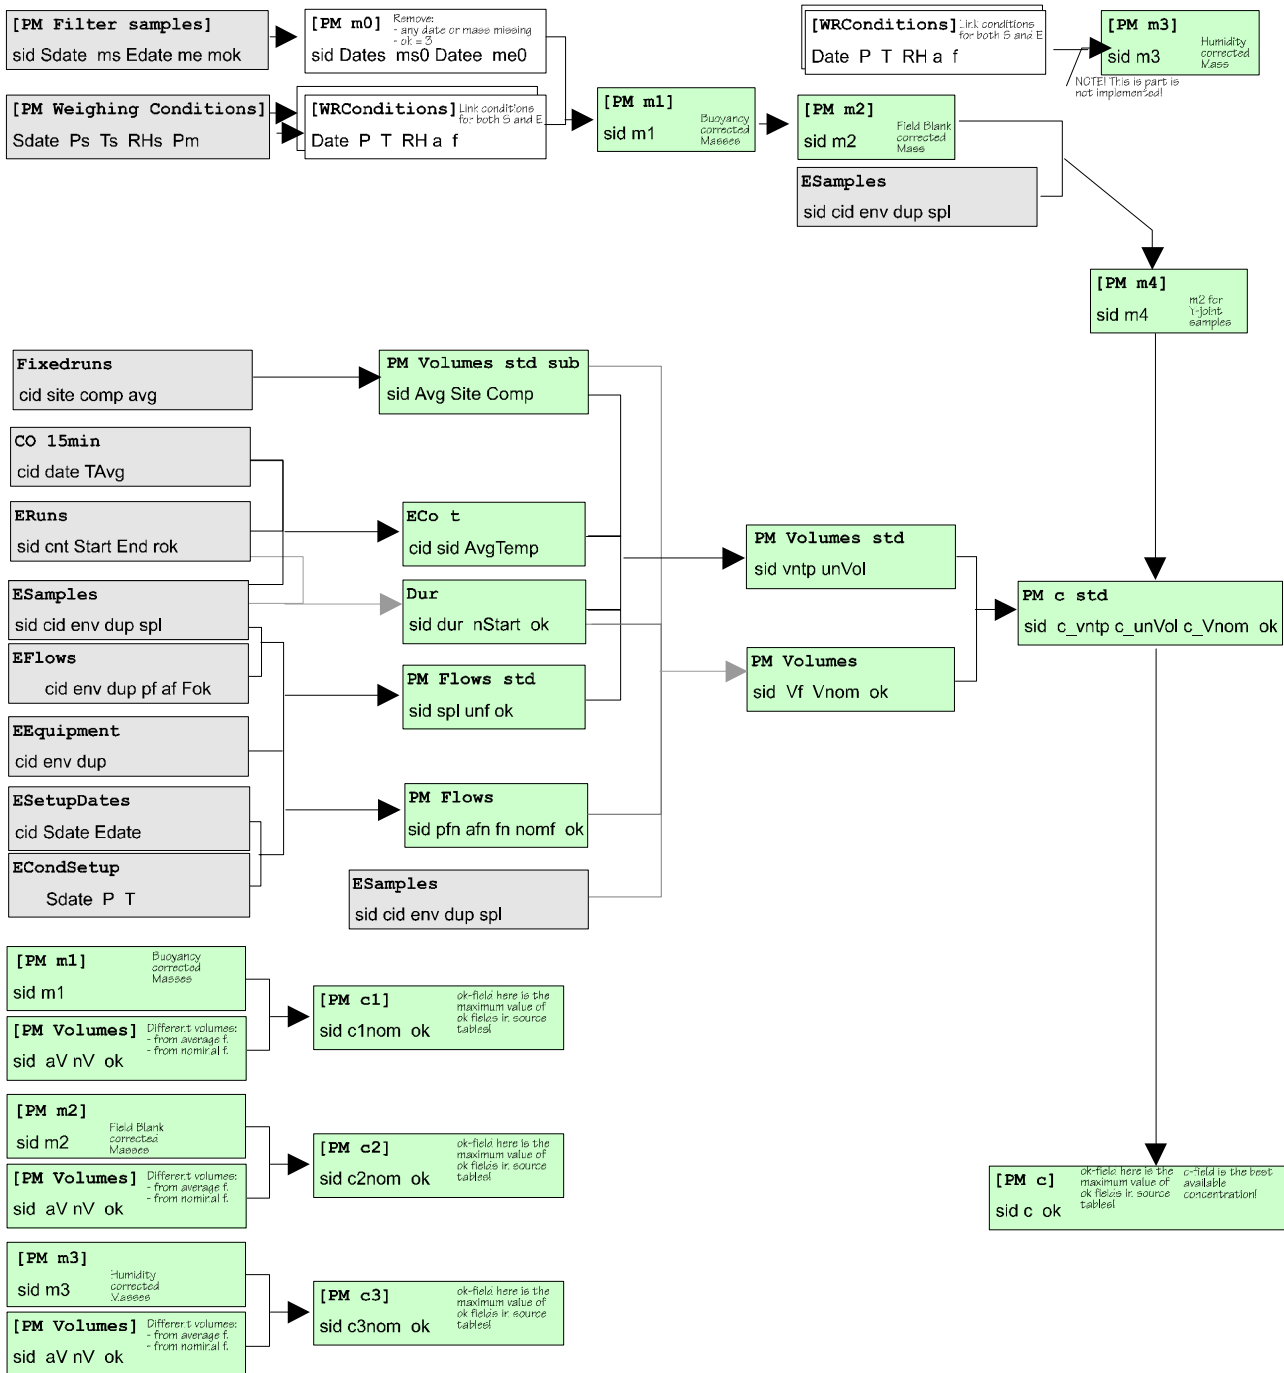 [PM Filter samples]
sid Sdate ms Edate me mok
[PM m0]
Remove:
- any date or mass missing
- ok = 3
sid Dates ms0 Datee me0
[WRConditions]
Link conditions
for both S and E
Date P T RH a f
[PM m3]
sid m3
Humidity
corrected
Mass
NOTE! This is part is
not implemented!
[PM Weighing Conditions]
Sdate Ps Ts RHs Pm
[WRConditions]
Link conditions
for both S and E
Date P T RH a f
[PM m1]
sid m1
Buoyancy
corrected
Masses
[PM m2]
sid m2
Field Blank
corrected
Mass
ESamples
sid cid env dup spl
[PM m4]
sid m4
m2 for
Y-joint
samples
Fixedruns
cid site comp avg
PM Volumes std sub
sid Avg Site Comp
CO 15min
cid date TAvg
ERuns
sid cnt Start End rok
ECo t
cid sid AvgTemp
PM Volumes std
sid vntp unVol
ESamples
sid cid env dup spl
Dur
sid dur nStart ok
PM c std
sid c_vntp c_unVol c_Vnom ok
EFlows
cid env dup pf af Fok
PM Flows std
sid spl unf ok
PM Volumes
sid Vf Vnom ok
EEquipment
cid env dup
ESetupDates
cid Sdate Edate
PM Flows
sid pfn afn fn nomf ok
ECondSetup
Sdate P T
ESamples
sid cid env dup spl
[PM m1]
sid m1
Buoyancy
corrected
Masses
[PM Volumes]
Different volumes:
- from average f.
- from nominal f.
sid aV nV ok
[PM c1]
sid c1nom ok
ok-field here is the
maximum value of
ok fields in source
tables!
[PM m2]
sid m2
Field Blank
corrected
Masses
[PM Volumes]
Different volumes:
- from average f.
- from nominal f.
sid aV nV ok
[PM c2]
sid c2nom ok
ok-field here is the
maximum value of
ok fields in source
tables!
[PM c]
sid c ok
ok-field here is the
maximum value of
ok fields in source
tables!
c-field is the best
available
concentration!
[PM m3]
sid m3
Humidity
corrected
Masses
[PM Volumes]
Different volumes:
- from average f.
- from nominal f.
sid aV nV ok
[PM c3]
sid c3nom ok
ok-field here is the
maximum value of
ok fields in source
tables!